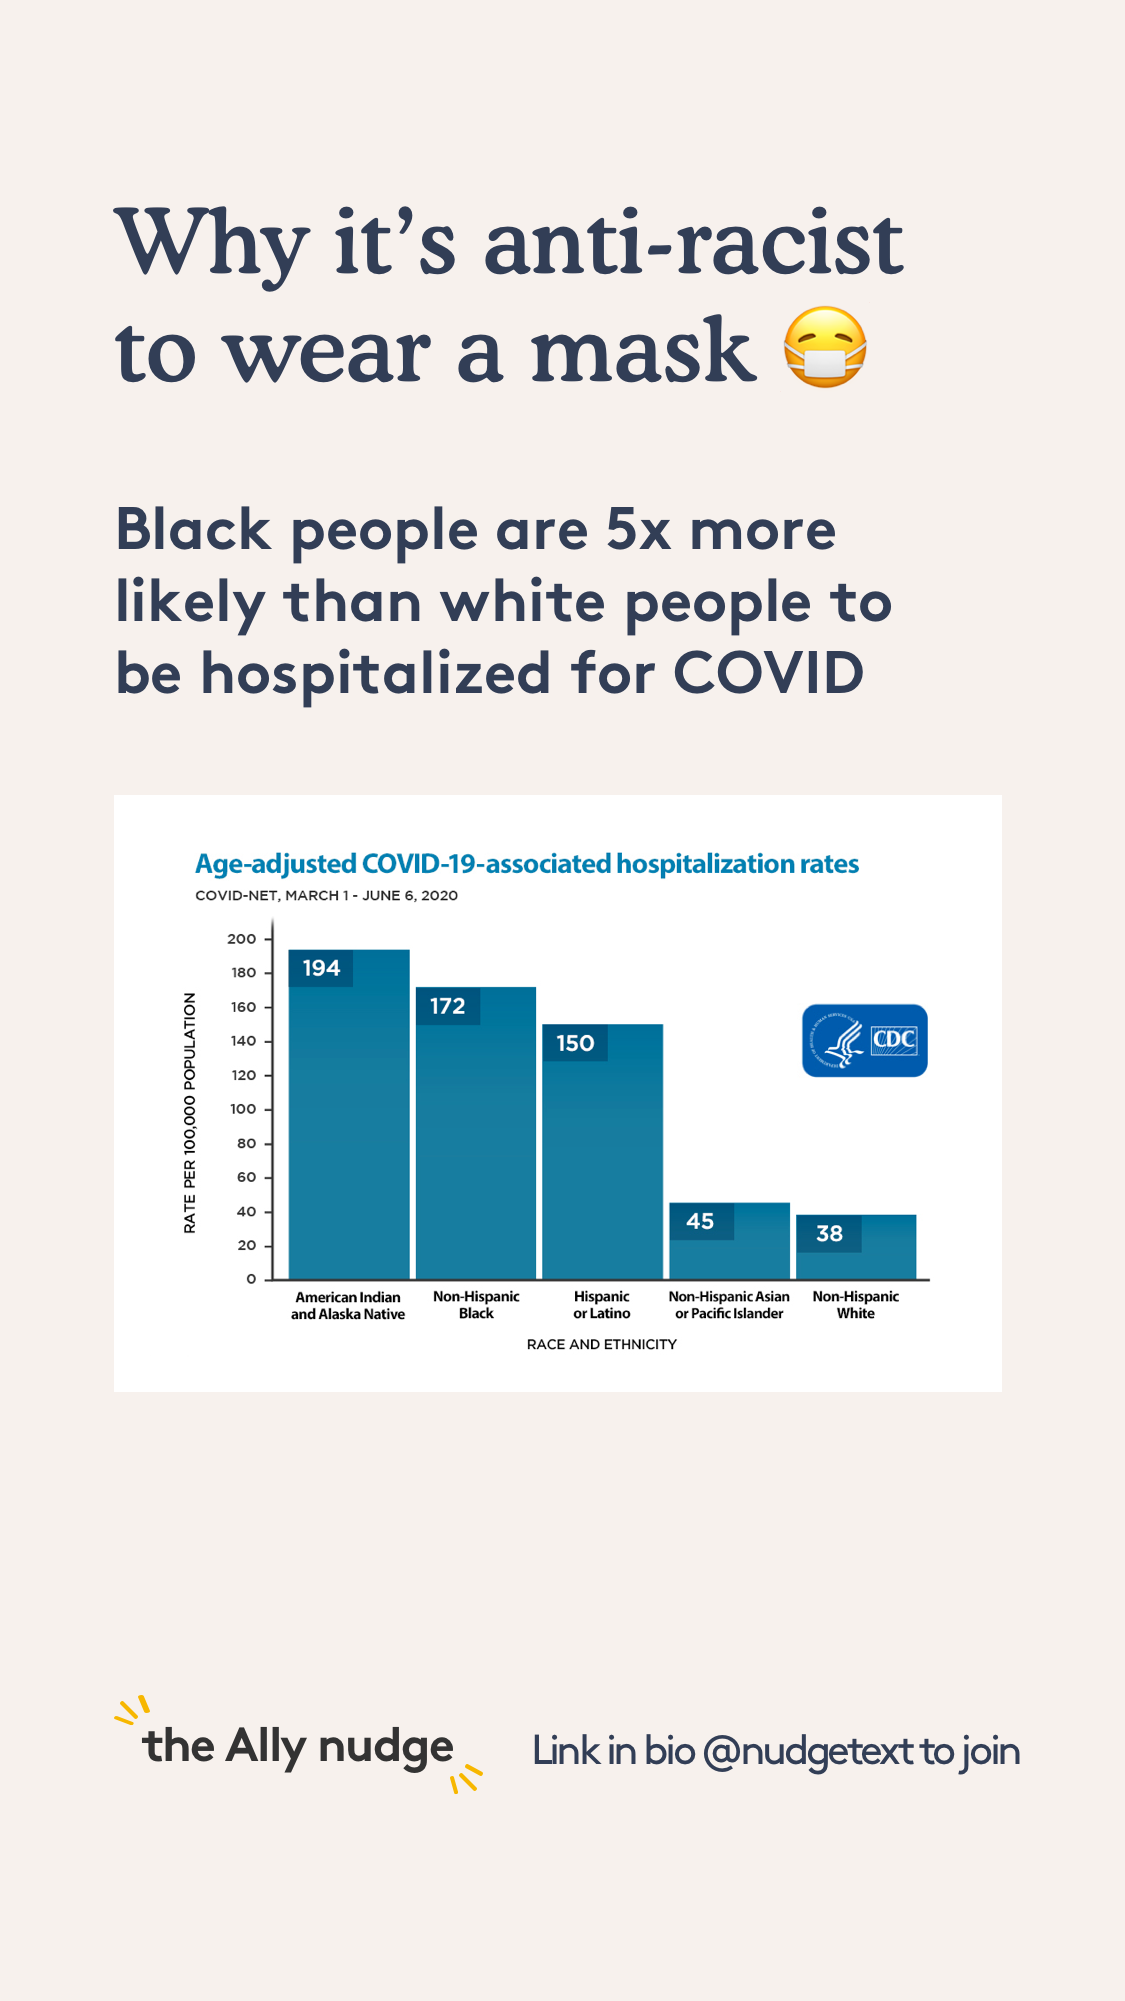 Why it’s anti-racist
to wear a mask 😷
Black people are 5x more
likely than white people to
be hospitalized for COVID
Age-adjusted COVID-19-associated hospitalization rates
COVID-NET, MARCH 1 - JUNE 6, 2020
RATE PER 100,000 POPULATION
200
180
160
140
120
100
80
60
40
20
0
194
172
150
45
38
CDC
American Indian
and Alaska Native
Non-Hispanic
Black
Hispanic
or Latino
Non-Hispanic Asian
or Pacific Islander
Non-Hispanic
White
RACE AND ETHNICITY
the Ally nudge
Link in bio @nudgetext to join